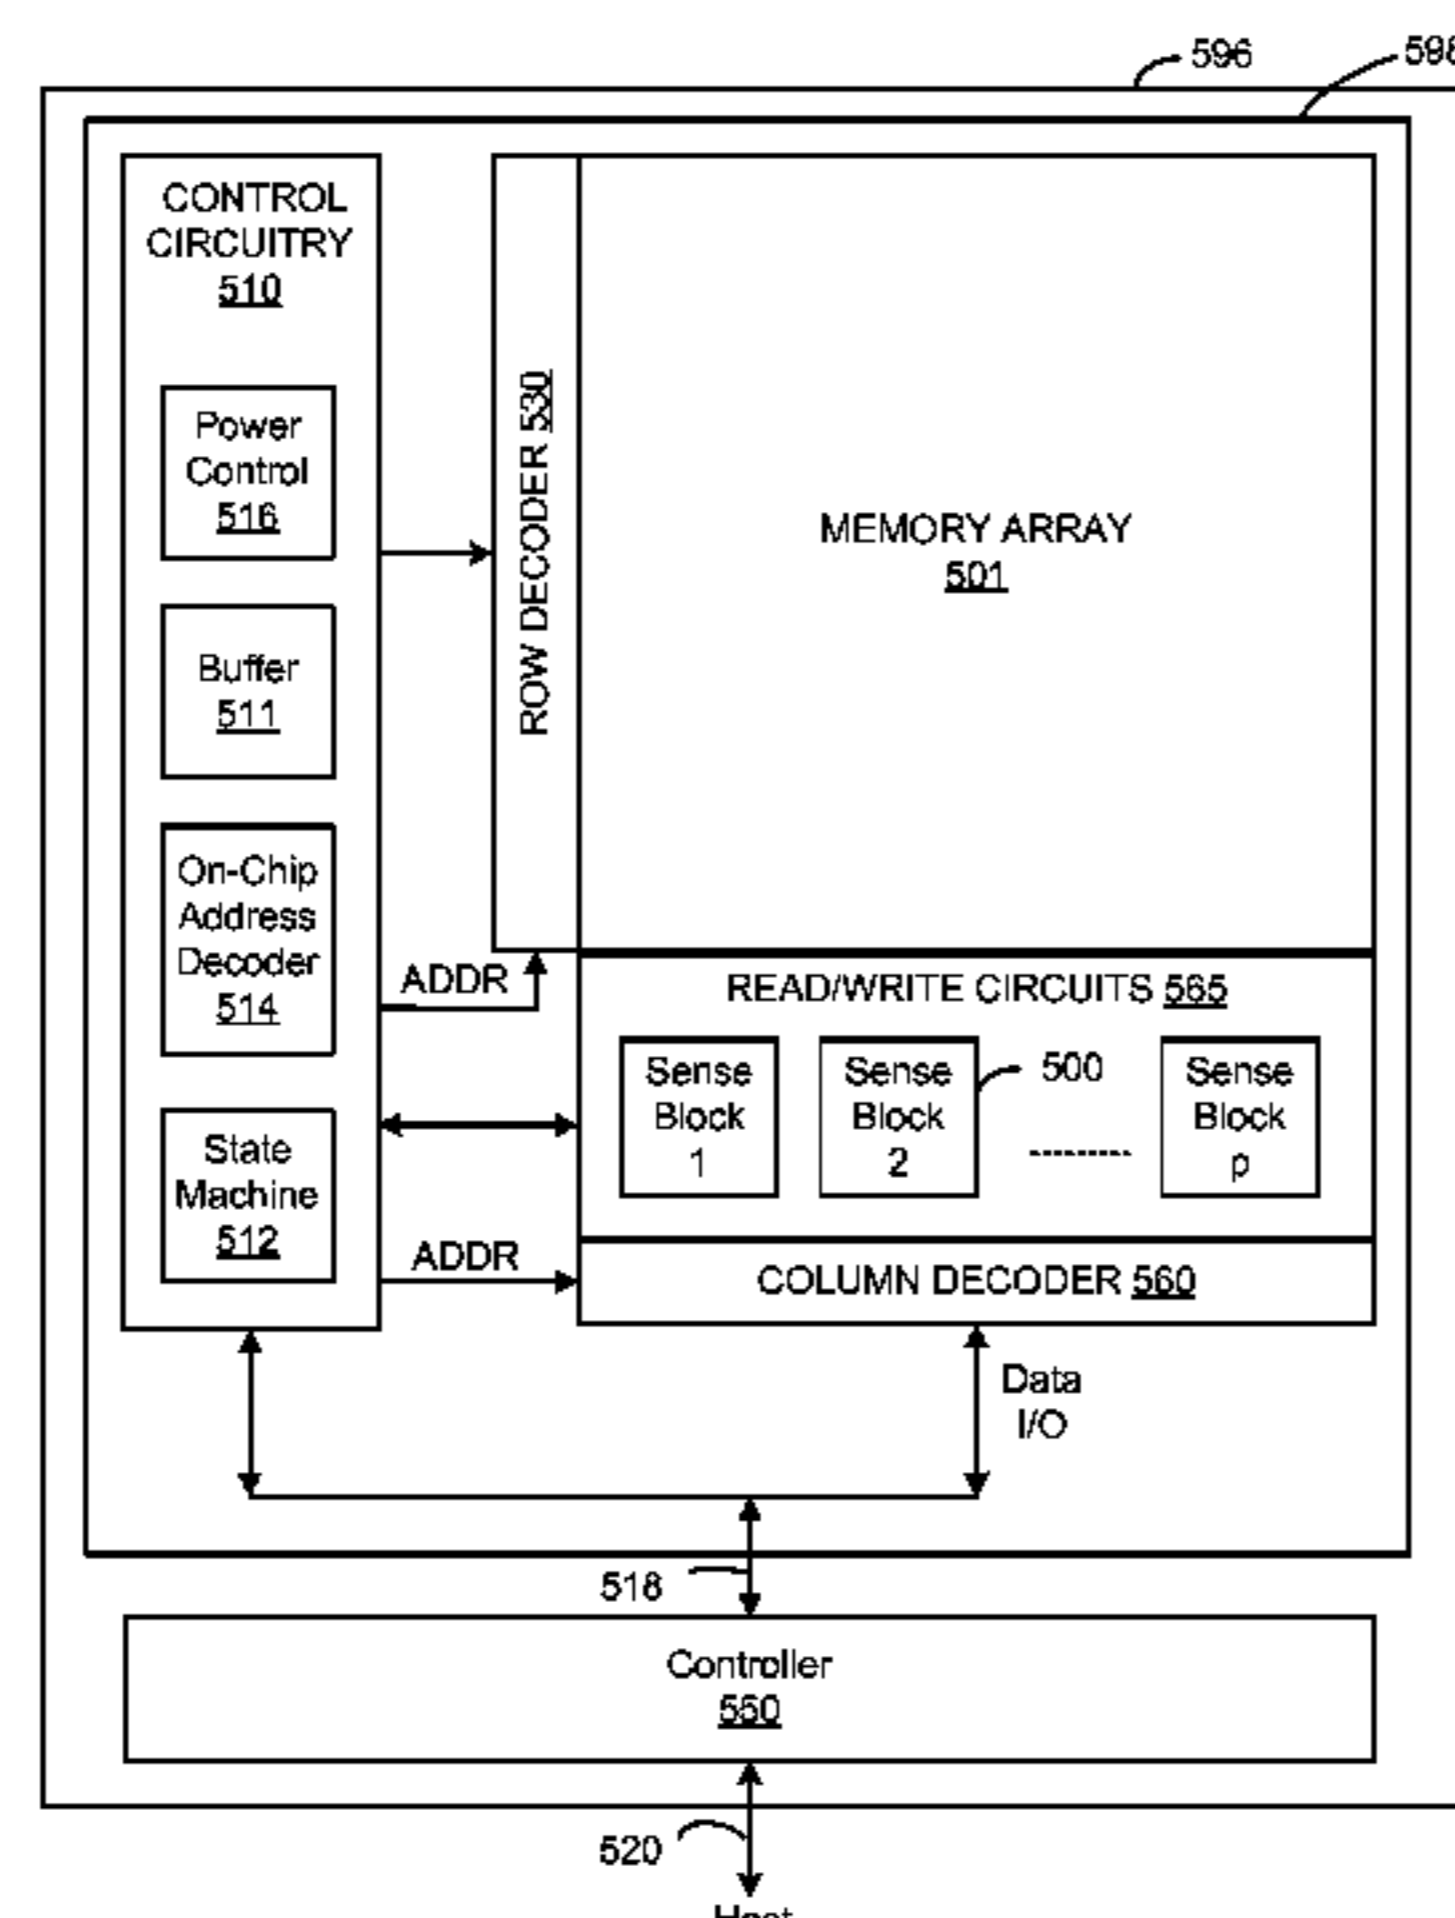 596
598
CONTROL
CIRCUITRY
510
Power
Control
516
Buffer
511
On-Chip
Address
Decoder
514
State
Machine
512
ROW DECODER 530
MEMORY ARRAY
501
ADDR
READ/WRITE CIRCUITS 565
Sense
Block
1
Sense
Block
2
500
Sense
Block
p
ADDR
COLUMN DECODER 560
Data
I/O
518
Controller
550
520
Host